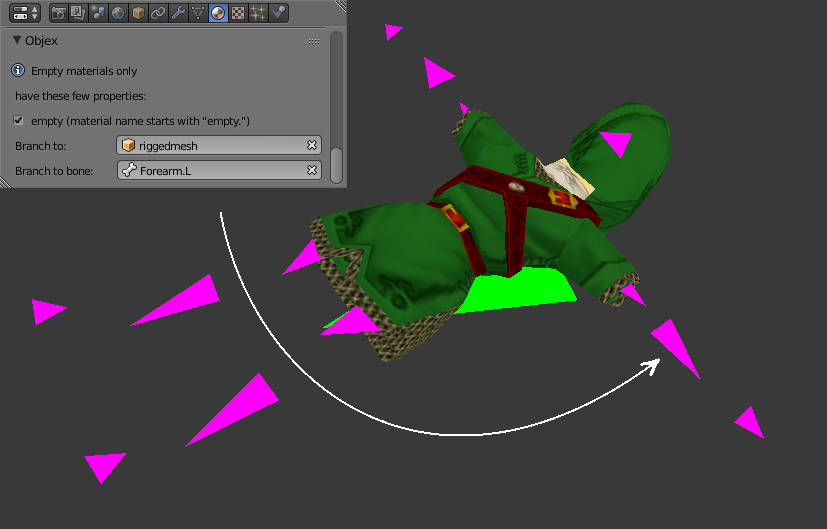 Objex
Empty materials only
have these few properties:
empty (material name starts with "empty.")
Branch to: riggedmesh
Branch to bone: Forearm.L